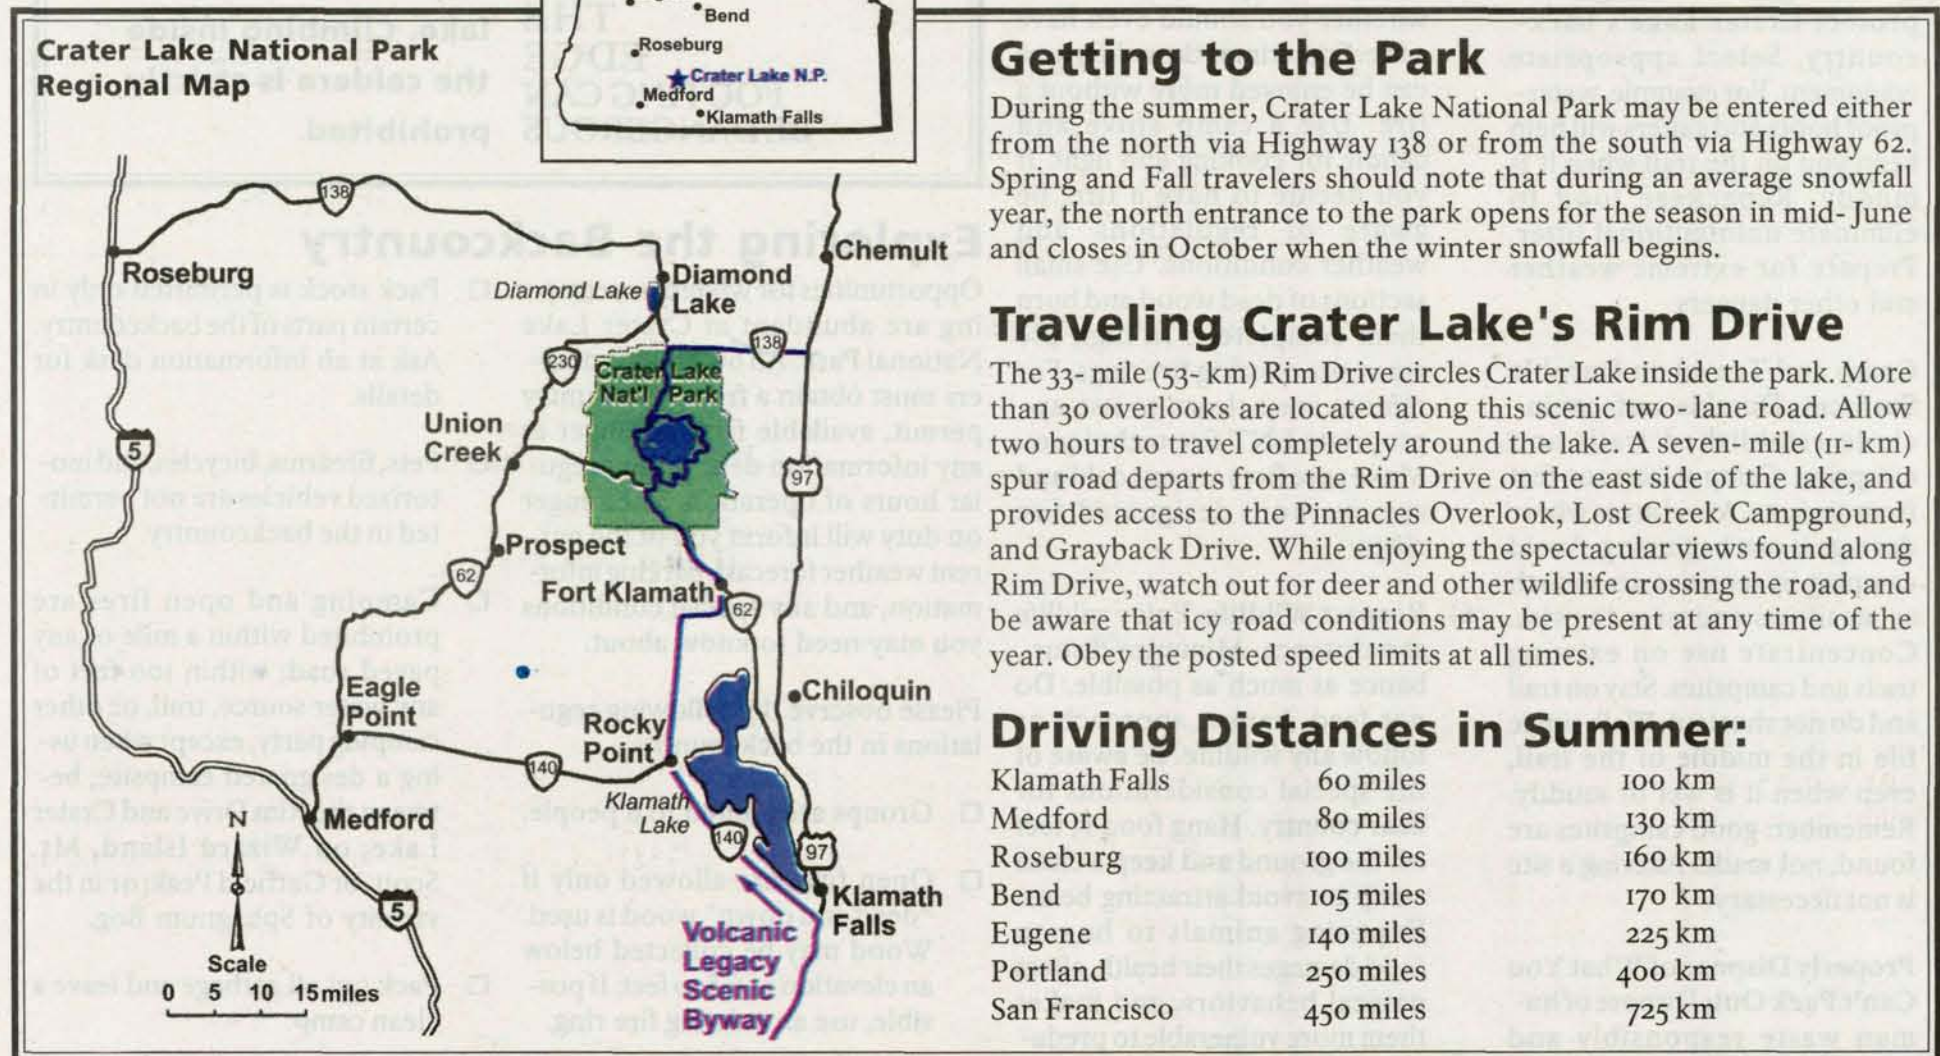 Crater Lake National Park
Regional Map
Bend
Roseburg
Crater Lake N.P.
Medford
Klamath Falls
138
Roseburg
Diamond Lake
Diamond
Lake
Chemult
138
230
Crater Lake
Nat'l Park
Union
Creek
5
97
Prospect
62
Fort Klamath
62
Eagle
Point
Rocky
Point
Chiloquin
140
Klamath
Lake
140
97
Medford
N
5
Klamath
Falls
Volcanic
Legacy
Scenic
Byway
Scale
0 5 10 15 miles
Getting to the Park
During the summer, Crater Lake National Park may be entered either
from the north via Highway 138 or from the south via Highway 62.
Spring and Fall travelers should note that during an average snowfall
year, the north entrance to the park opens for the season in mid-June
and closes in October when the winter snowfall begins.
Traveling Crater Lake's Rim Drive
The 33-mile (53-km) Rim Drive circles Crater Lake inside the park. More
than 30 overlooks are located along this scenic two-lane road. Allow
two hours to travel completely around the lake. A seven-mile (11-km)
spur road departs from the Rim Drive on the east side of the lake, and
provides access to the Pinnacles Overlook, Lost Creek Campground,
and Grayback Drive. While enjoying the spectacular views found along
Rim Drive, watch out for deer and other wildlife crossing the road, and
be aware that icy road conditions may be present at any time of the
year. Obey the posted speed limits at all times.
Driving Distances in Summer:
Klamath Falls 60 miles 100 km
Medford 80 miles 130 km
Roseburg 100 miles 160 km
Bend 105 miles 170 km
Eugene 140 miles 225 km
Portland 250 miles 400 km
San Francisco 450 miles 725 km